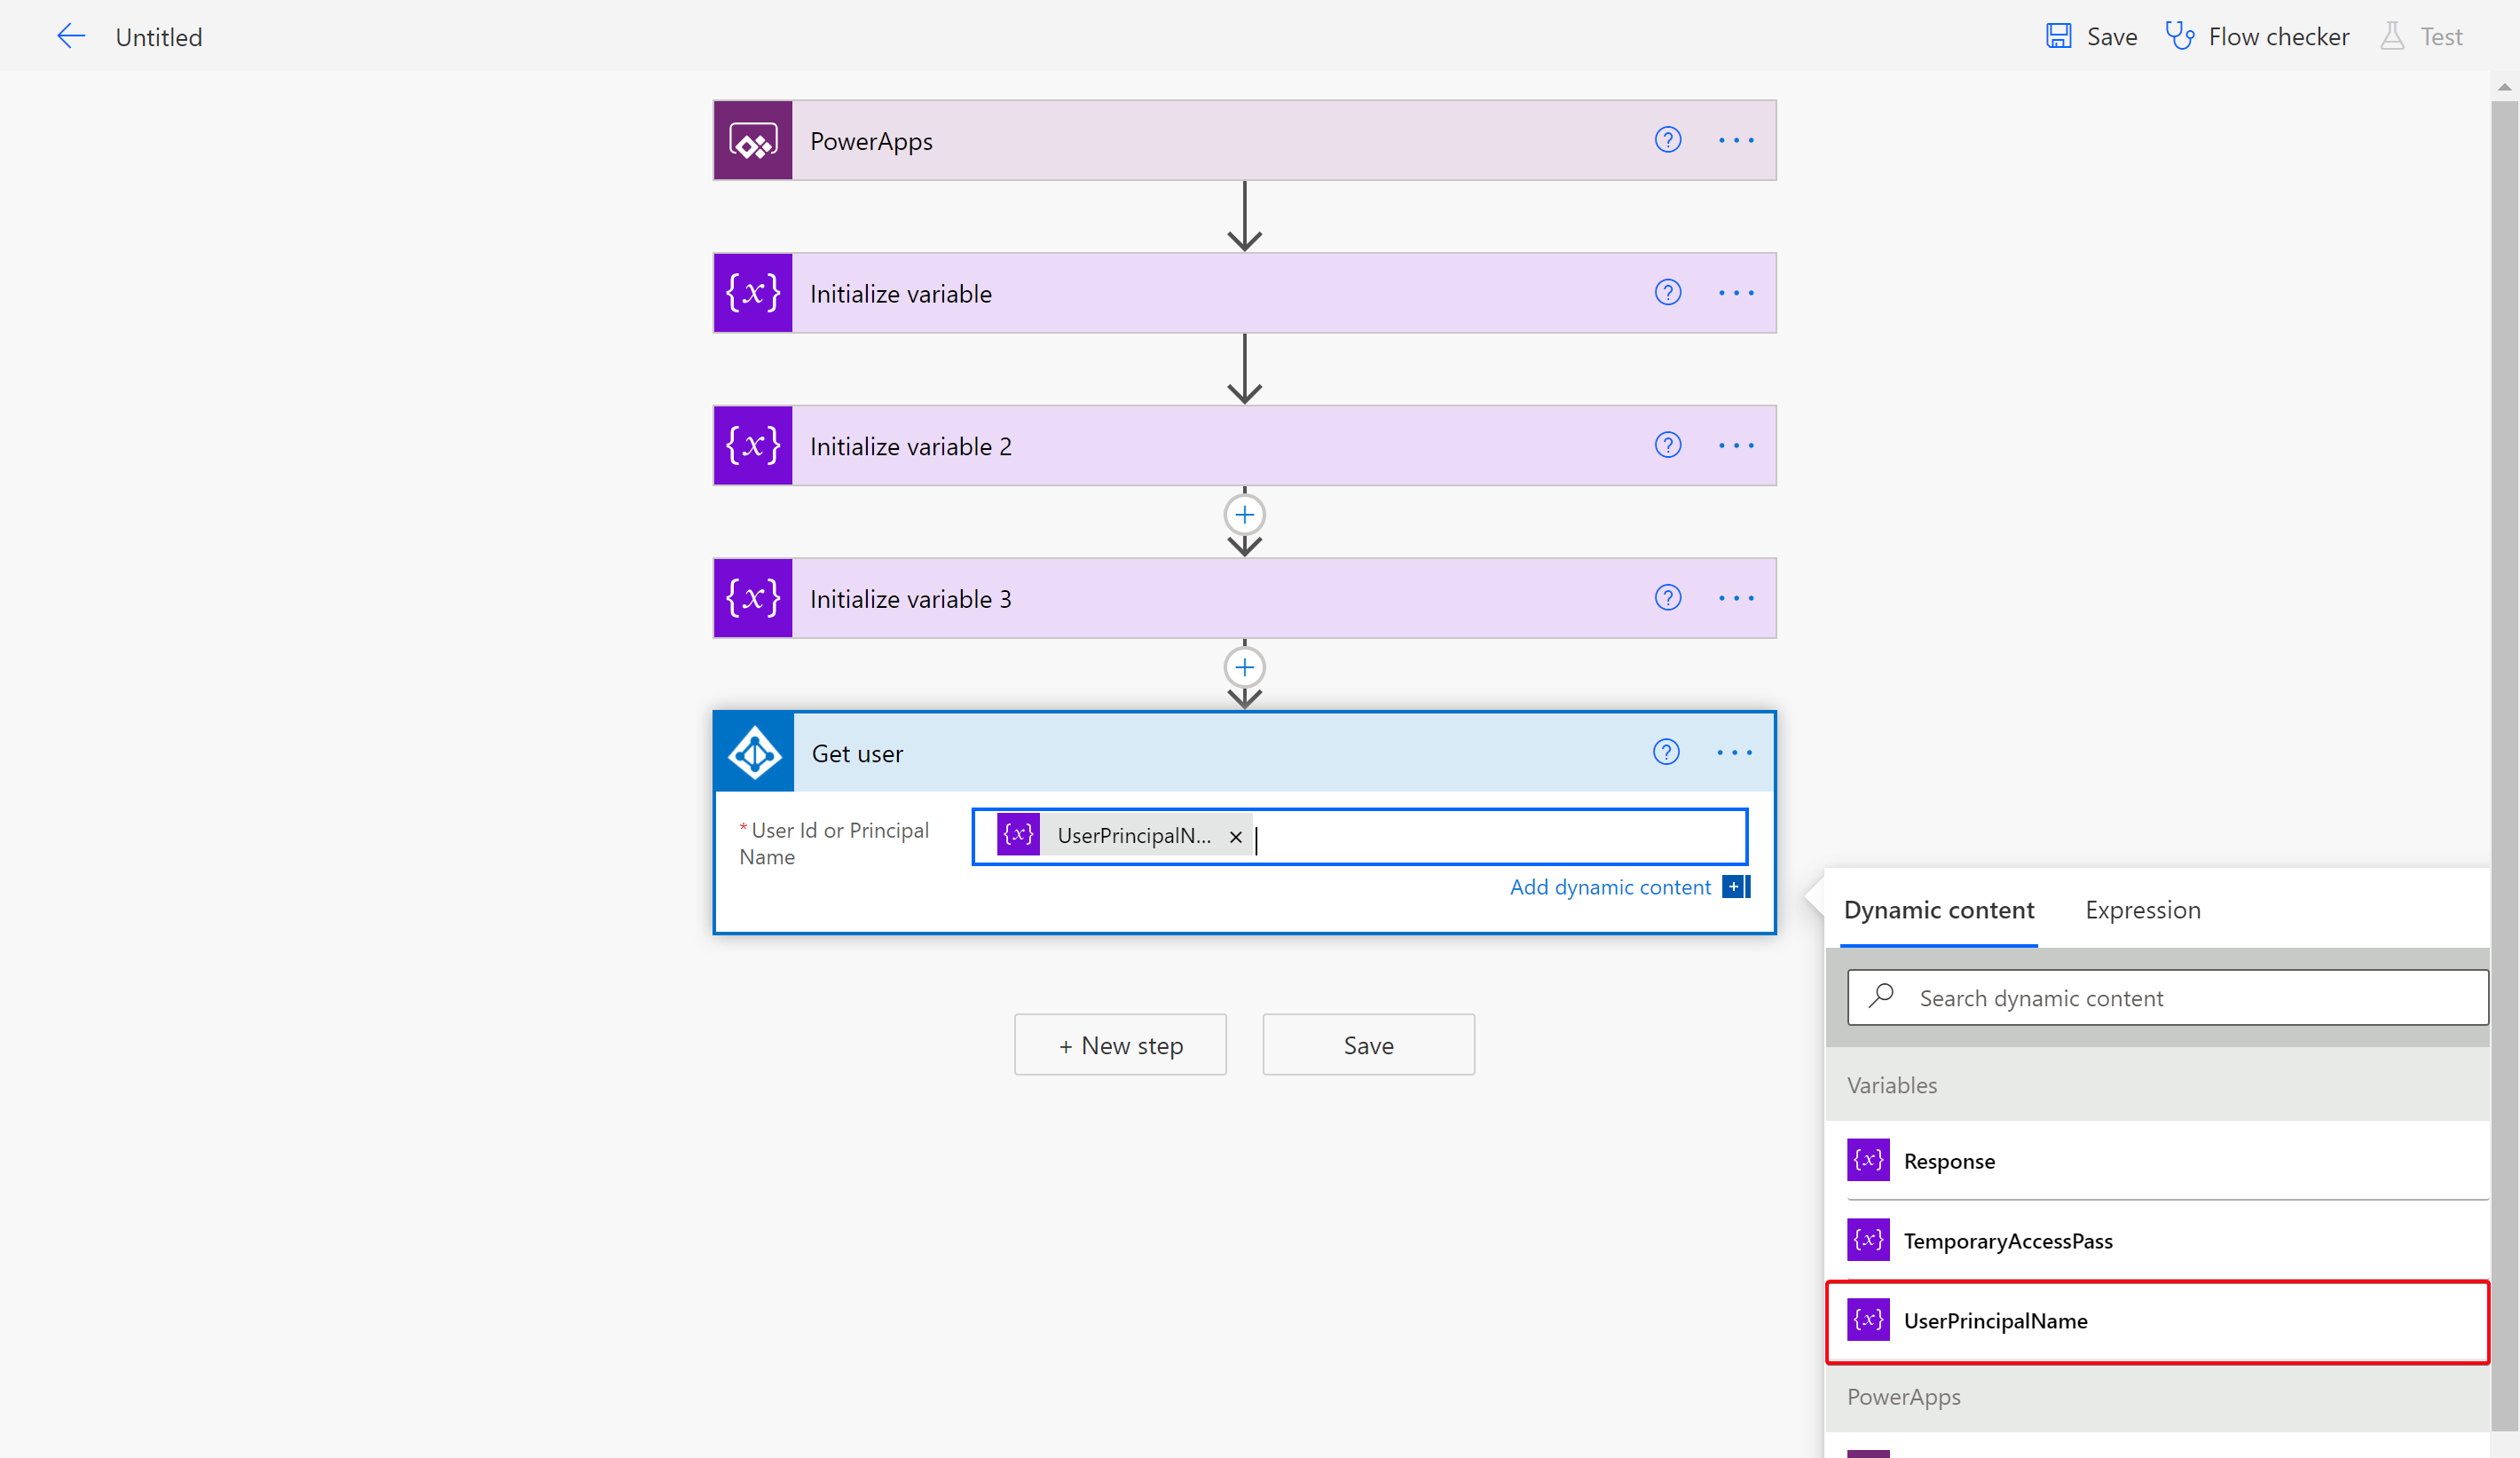 Untitled
Save
Flow checker
Test
PowerApps
Initialize variable
Initialize variable 2
Initialize variable 3
Get user
* User Id or Principal
Name
UserPrincipalN...
Add dynamic content
Dynamic content
Expression
Search dynamic content
Variables
Response
TemporaryAccessPass
UserPrincipalName
PowerApps
+ New step
Save